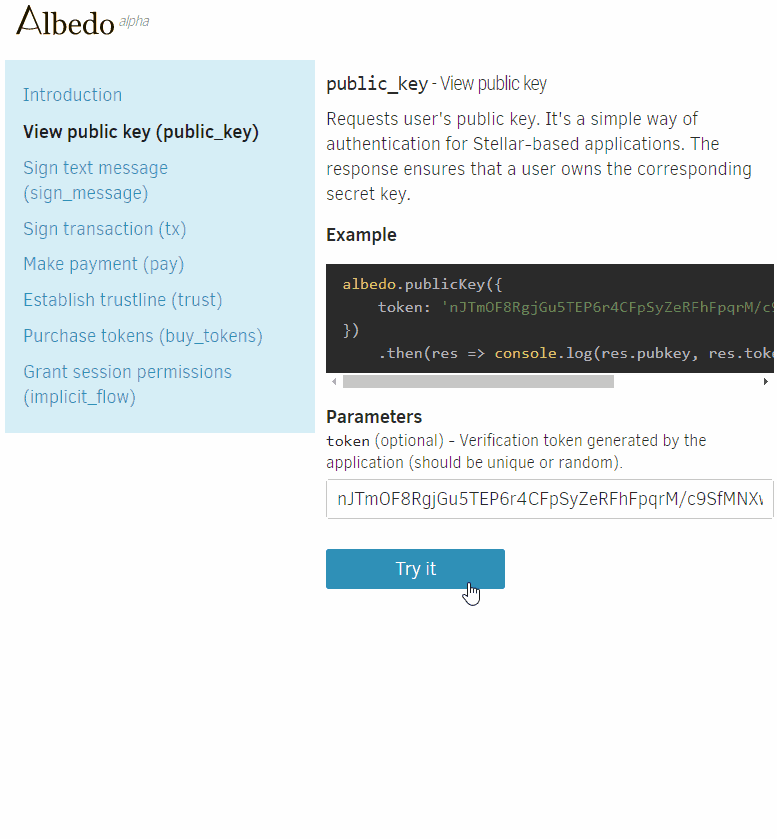 Albedo alpha
Introduction
View public key (public_key)
Sign text message
(sign_message)
Sign transaction (tx)
Make payment (pay)
Establish trustline (trust)
Purchase tokens (buy_tokens)
Grant session permissions
(implicit_flow)
public_key - View public key
Requests user's public key. It's a simple way of
authentication for Stellar-based applications. The
response ensures that a user owns the corresponding
secret key.
Example
albedo.publicKey({
token: 'nJTmOF8RgjGu5TEP6r4CFpSyZeRFhFpqrM/c9
})
.then(res => console.log(res.pubkey, res.toke
Parameters
token (optional) - Verification token generated by the
application (should be unique or random).
nJTmOF8RgjGu5TEP6r4CFpSyZeRFhFpqrM/c9SfMNX
Try it